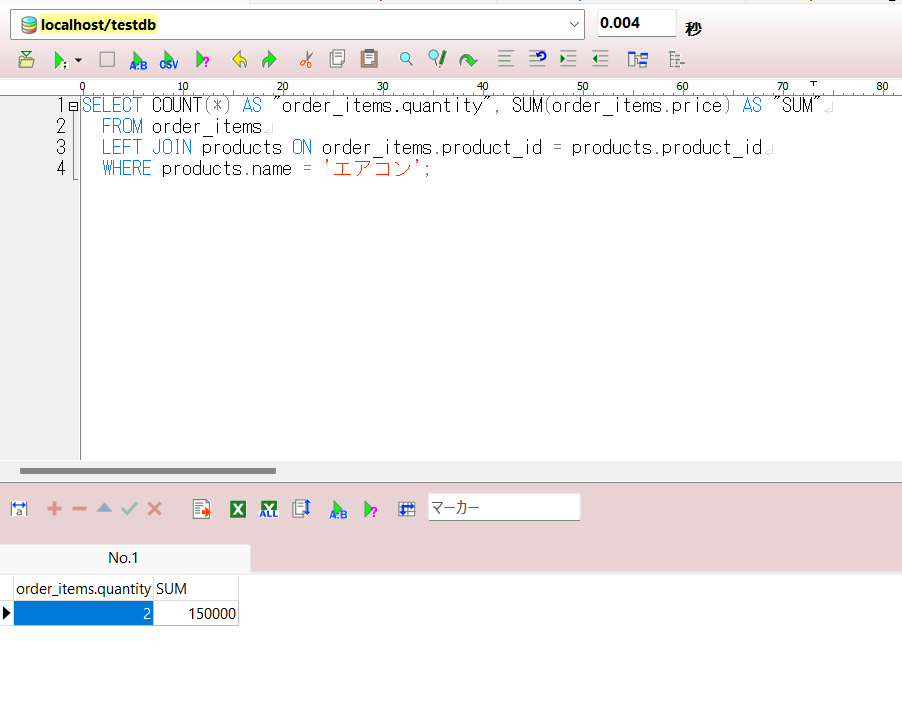 localhost/testdb
0.004 秒
A:B CSV
0 10 20 30 40 50 60 70 80
1 SELECT COUNT(*) AS "order_items.quantity", SUM(order_items.price) AS "SUM"
2 FROM order_items
3 LEFT JOIN products ON order_items.product_id = products.product_id
4 WHERE products.name = 'エアコン';
a X ALL A:B マーカー
No.1
order_items.quantity SUM
2 150000